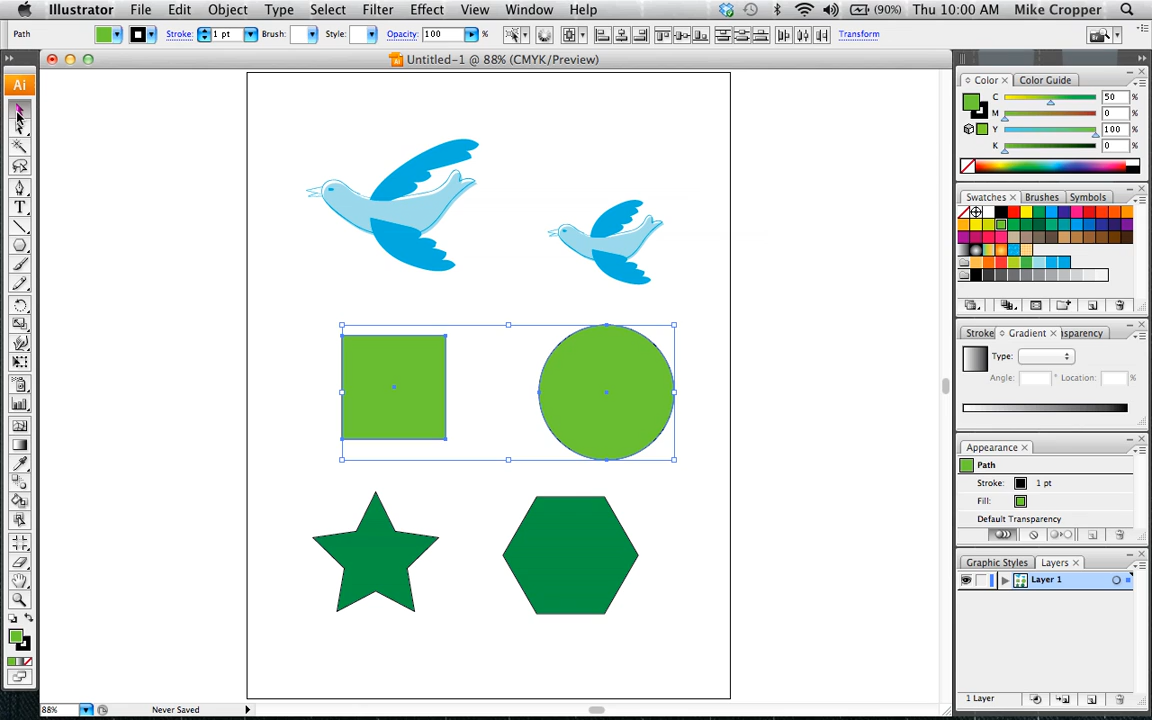 Illustrator File Edit Object Type Select Filter Effect View Window Help (90%) Thu 10:00 AM Mike Cropper
Path Stroke: 1 pt Brush: Style: Opacity: 100 % Transform
Untitled-1 @ 88% (CMYK/Preview)
Ai
T
Color Color Guide
C 50 %
M 0 %
Y 100 %
K 0 %
Swatches Brushes Symbols
Stroke Gradient nsparency
Type:
Angle: ° Location: %
Appearance
Path
Stroke: 1 pt
Fill:
Default Transparency
Graphic Styles Layers
Layer 1
1 Layer
88% Never Saved